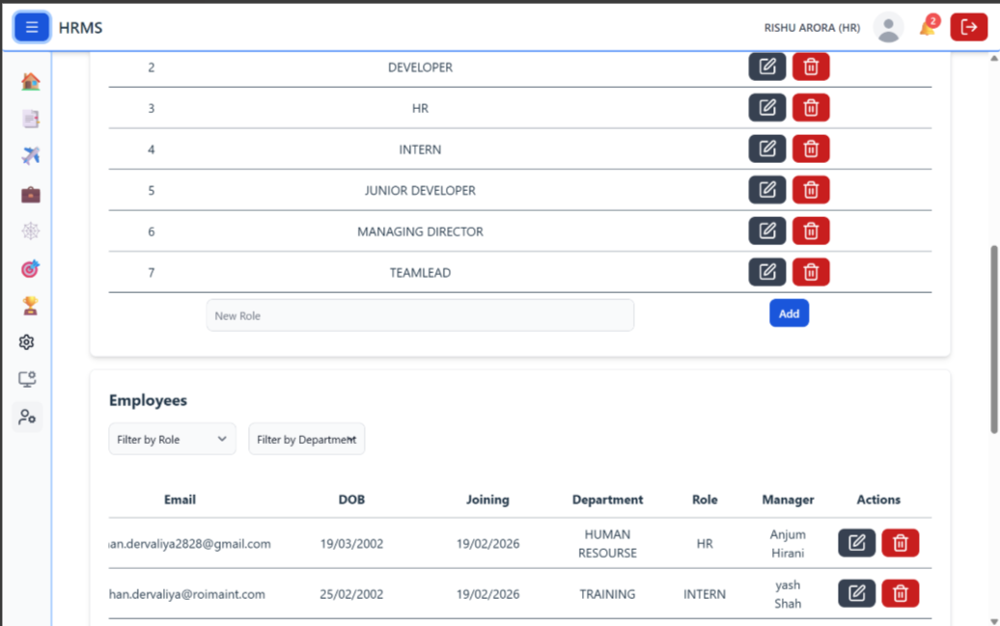 HRMS
RISHU ARORA (HR)
2
2 DEVELOPER
3 HR
4 INTERN
5 JUNIOR DEVELOPER
6 MANAGING DIRECTOR
7 TEAMLEAD
New Role Add
Employees
Filter by Role Filter by Department
Email DOB Joining Department Role Manager Actions
an.dervaliya2828@gmail.com 19/03/2002 19/02/2026 HUMAN RESOURSE HR Anjum Hirani
han.dervaliya@roimaint.com 25/02/2002 19/02/2026 TRAINING INTERN yash Shah